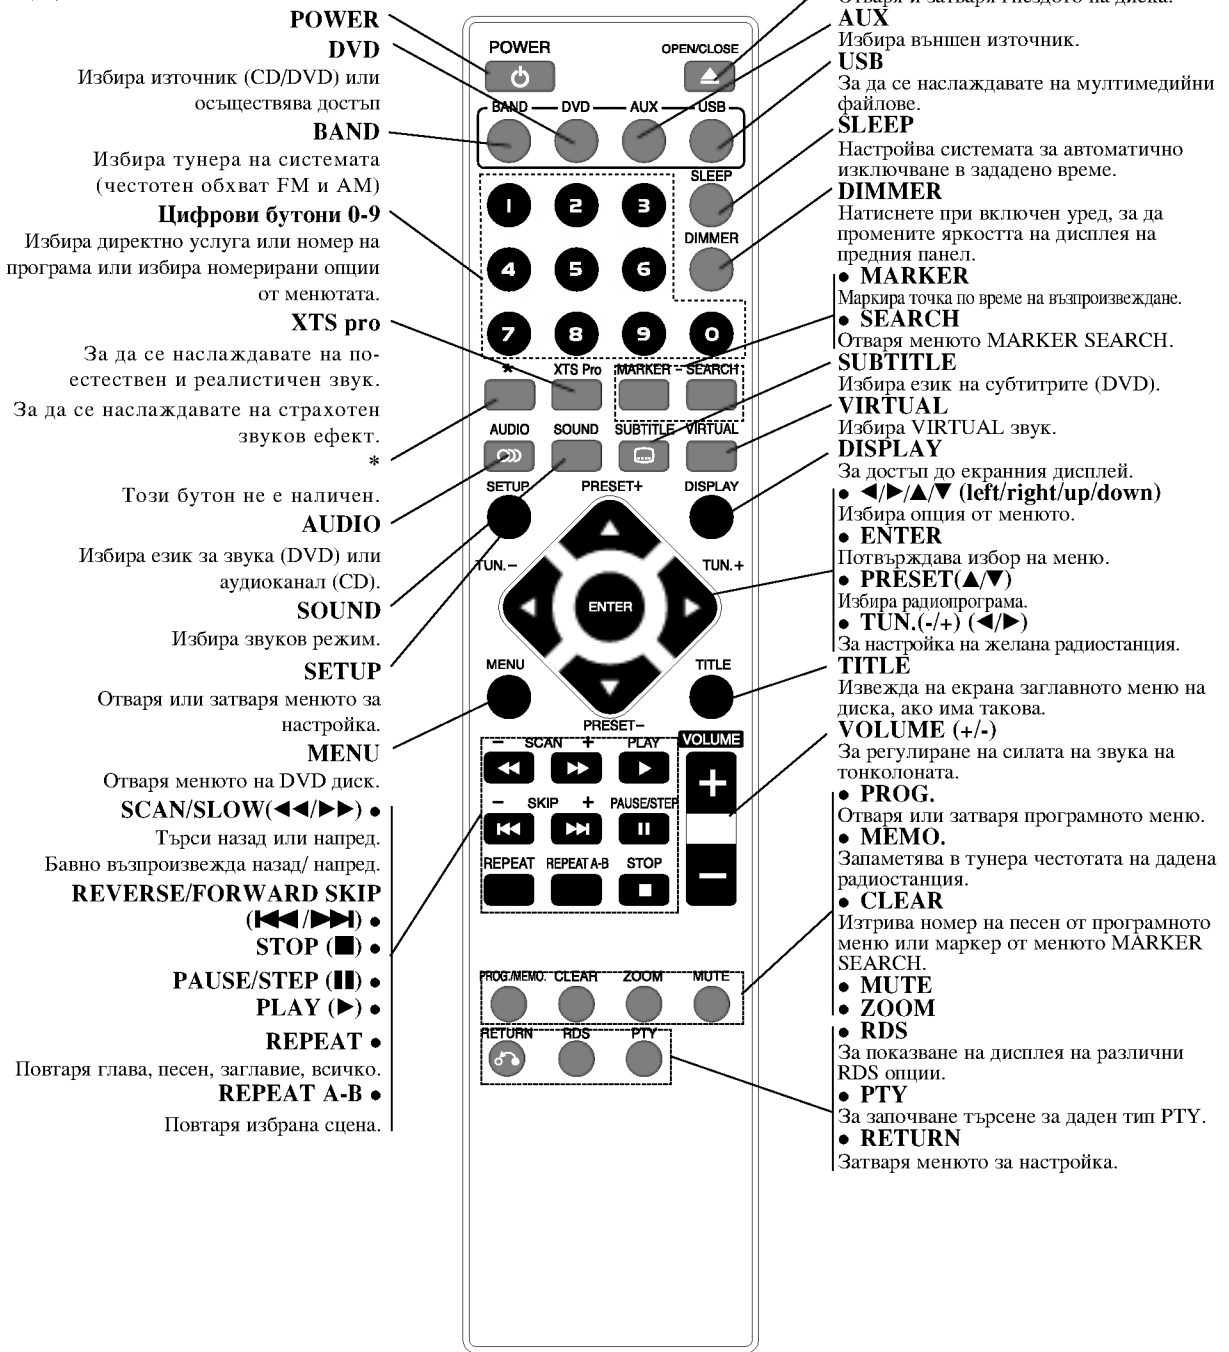 POWER
DVD
Избира източник (CD/DVD) или
осъществява достъп
BAND
Избира тунера на системата
(честотен обхват FM и AM)
Цифрови бутони 0-9
Избира директно услуга или номер на
програма или избира номерирани опции
от менютата.
XTS pro
За да се наслаждавате на по-
естествен и реалистичен звук.
За да се наслаждавате на страхотен
звуков ефект.
*
Този бутон не е наличен.
AUDIO
Избира език за звука (DVD) или
аудиоканал (CD).
SOUND
Избира звуков режим.
SETUP
Отваря или затваря менюто за
настройка.
MENU
Отваря менюто на DVD диск.
SCAN/SLOW(◄◄/►►) •
Търси назад или напред.
Бавно възпроизвежда назад/ напред.
REVERSE/FORWARD SKIP
(I◄◄/►►I) •
STOP (■) •
PAUSE/STEP (▮▮) •
PLAY (►) •
REPEAT •
Повтаря глава, песен, заглавие, всичко.
REPEAT A-B •
Повтаря избрана сцена.
POWER
OPEN/CLOSE
BAND DVD AUX USB
SLEEP
1 2 3
DIMMER
4 5 6
7 8 9 0
* XTS Pro MARKER SEARCH
AUDIO SOUND SUBTITLE VIRTUAL
SETUP PRESET+ DISPLAY
TUN.- TUN.+
ENTER
MENU TITLE
PRESET-
- SCAN + PLAY VOLUME
+
- SKIP + PAUSE/STEP
REPEAT REPEAT A-B STOP
-
PROG./MEMO. CLEAR ZOOM MUTE
RETURN RDS PTY
Отваря и затваря гнездото на диска.
AUX
Избира външен източник.
USB
За да се наслаждавате на мултимедийни
файлове.
SLEEP
Настройва системата за автоматично
изключване в зададено време.
DIMMER
Натиснете при включен уред, за да
промените яркостта на дисплея на
предния панел.
• MARKER
Маркира точка по време на възпроизвеждане.
• SEARCH
Отваря менюто MARKER SEARCH.
SUBTITLE
Избира език на субтитрите (DVD).
VIRTUAL
Избира VIRTUAL звук.
DISPLAY
За достъп до екранния дисплей.
• ◄/►/▲/▼ (left/right/up/down)
Избира опция от менюто.
• ENTER
Потвърждава избор на меню.
• PRESET(▲/▼)
Избира радиопрограма.
• TUN.(-/+) (◄/►)
За настройка на желана радиостанция.
TITLE
Извежда на екрана заглавното меню на
диска, ако има такова.
VOLUME (+/-)
За регулиране на силата на звука на
тонколоната.
• PROG.
Отваря или затваря програмното меню.
• MEMO.
Запаметява в тунера честотата на дадена
радиостанция.
• CLEAR
Изтрива номер на песен от програмното
меню или маркер от менюто MARKER
SEARCH.
• MUTE
• ZOOM
• RDS
За показване на дисплея на различни
RDS опции.
• PTY
За започване търсене за даден тип PTY.
• RETURN
Затваря менюто за настройка.